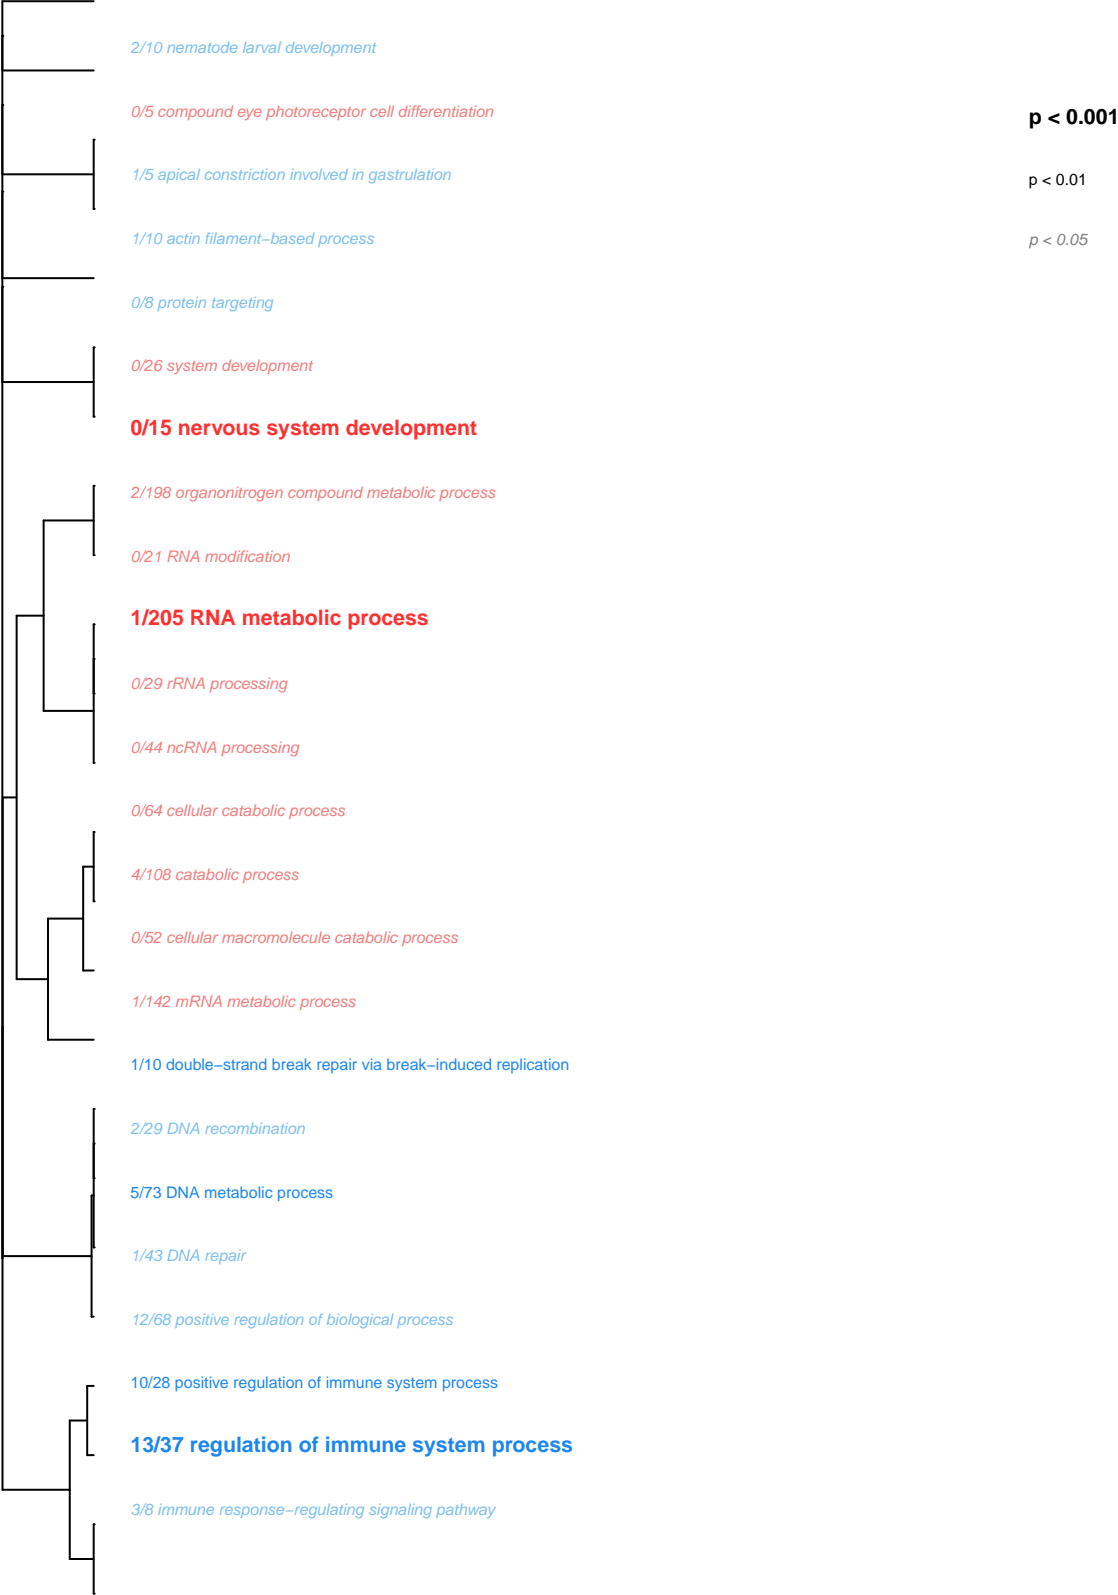 2/10 nematode larval development
0/5 compound eye photoreceptor cell differentiation
p < 0.001
1/5 apical constriction involved in gastrulation
p < 0.01
1/10 actin filament−based process
p < 0.05
0/8 protein targeting
0/26 system development
0/15 nervous system development
2/198 organonitrogen compound metabolic process
0/21 RNA modification
1/205 RNA metabolic process
0/29 rRNA processing
0/44 ncRNA processing
0/64 cellular catabolic process
4/108 catabolic process
0/52 cellular macromolecule catabolic process
1/142 mRNA metabolic process
1/10 double−strand break repair via break−induced replication
2/29 DNA recombination
5/73 DNA metabolic process
1/43 DNA repair
12/68 positive regulation of biological process
10/28 positive regulation of immune system process
13/37 regulation of immune system process
3/8 immune response−regulating signaling pathway